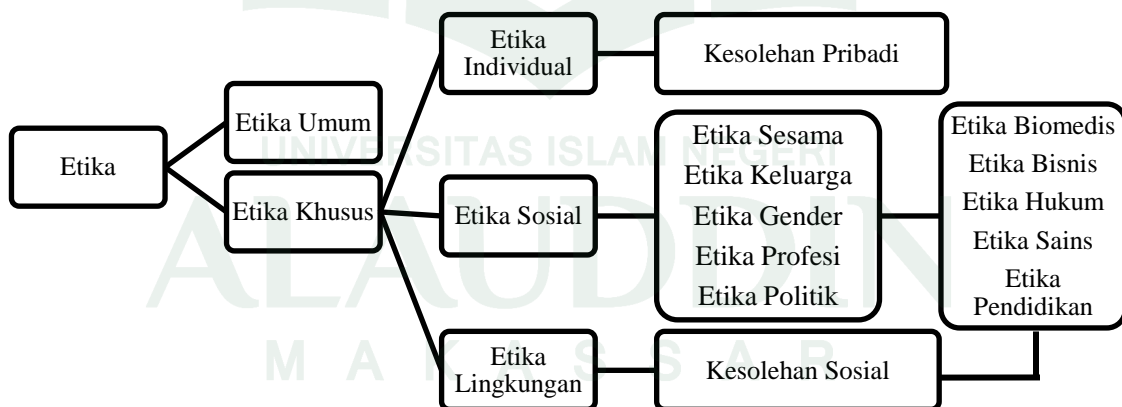 Etika
Etika Umum
Etika Khusus
Etika
Individual
Kesolehan Pribadi
Etika Sosial
Etika Sesama
Etika Keluarga
Etika Gender
Etika Profesi
Etika Politik
Etika Biomedis
Etika Bisnis
Etika Hukum
Etika Sains
Etika
Pendidikan
Etika
Lingkungan
Kesolehan Sosial
UNIVERSITAS ISLAM NEGERI
ALAUDDIN
MAKASSAR